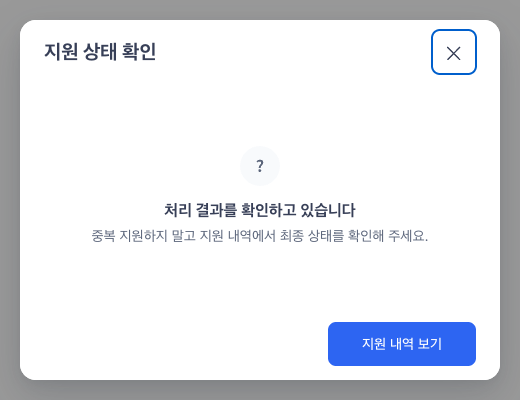 지원 상태 확인
?
처리 결과를 확인하고 있습니다
중복 지원하지 말고 지원 내역에서 최종 상태를 확인해 주세요.
지원 내역 보기